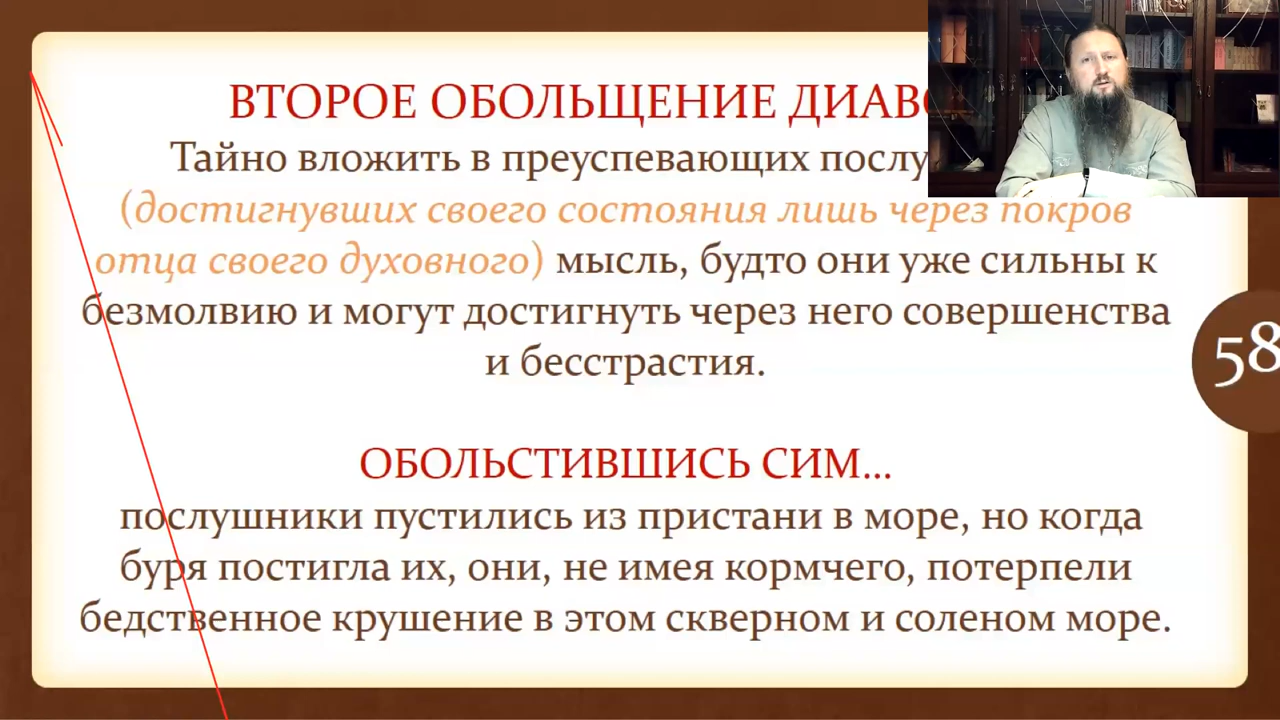 ВТОРОЕ ОБОЛЬЩЕНИЕ
Тайно вложить в преуспевающих
(достигнувших своего состояния лишь через покров
отца своего духовного) мысль, будто они уже сильны к
безмолвию и могут достигнуть через него совершенства
и бесстрастия.
58
ОБОЛЬСТИВШИСЬ СИМ...
послушники пустились из пристани в море, но когда
буря постигла их, они, не имея кормчего, потерпели
бедственное крушение в этом скверном и соленом море.